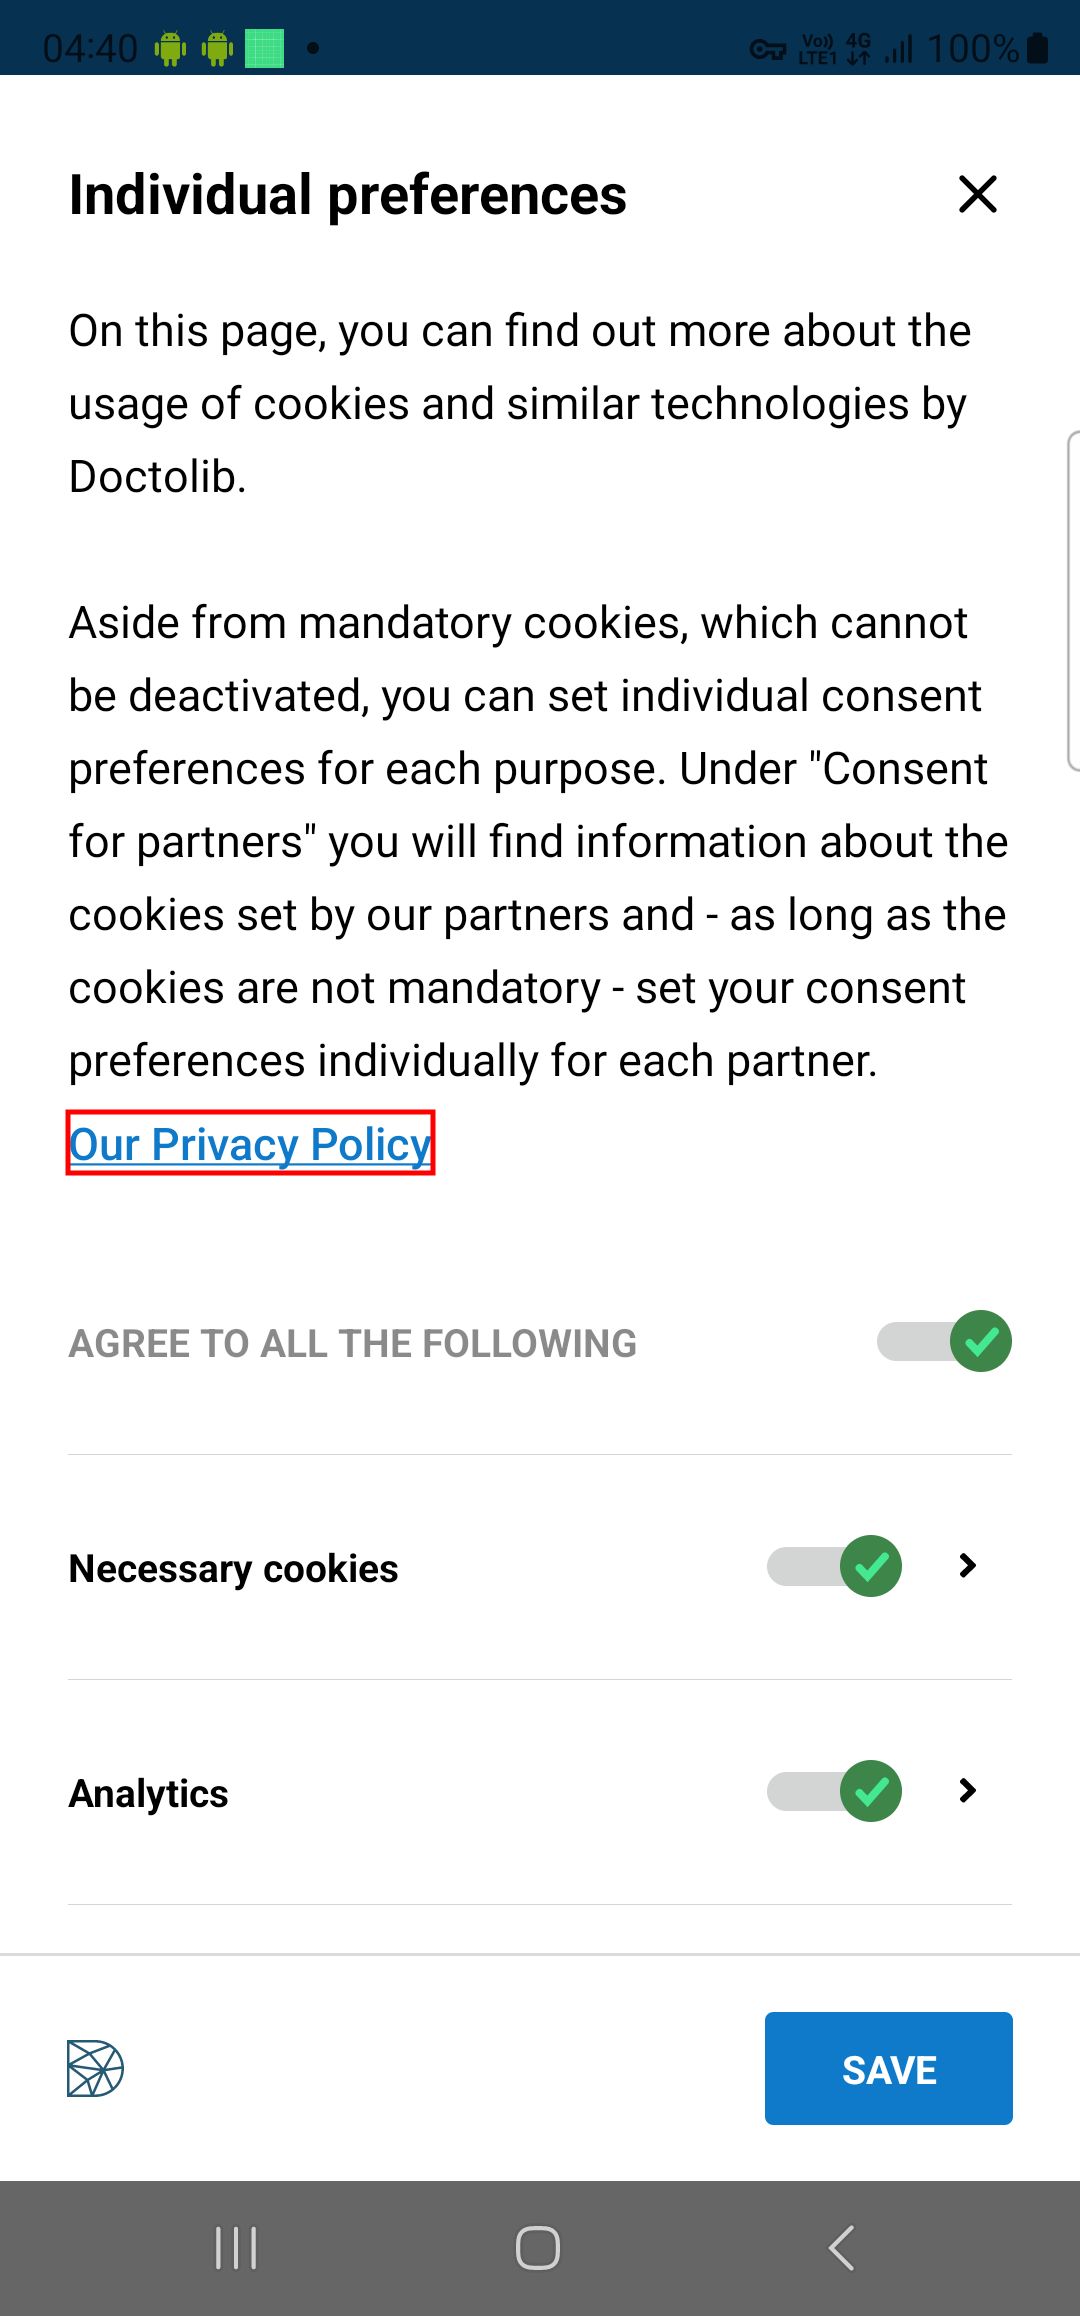 04:40
Vo)) LTE1 4G 100%
Individual preferences
On this page, you can find out more about the
usage of cookies and similar technologies by
Doctolib.
Aside from mandatory cookies, which cannot
be deactivated, you can set individual consent
preferences for each purpose. Under "Consent
for partners" you will find information about the
cookies set by our partners and - as long as the
cookies are not mandatory - set your consent
preferences individually for each partner.
Our Privacy Policy
AGREE TO ALL THE FOLLOWING
Necessary cookies
Analytics
SAVE